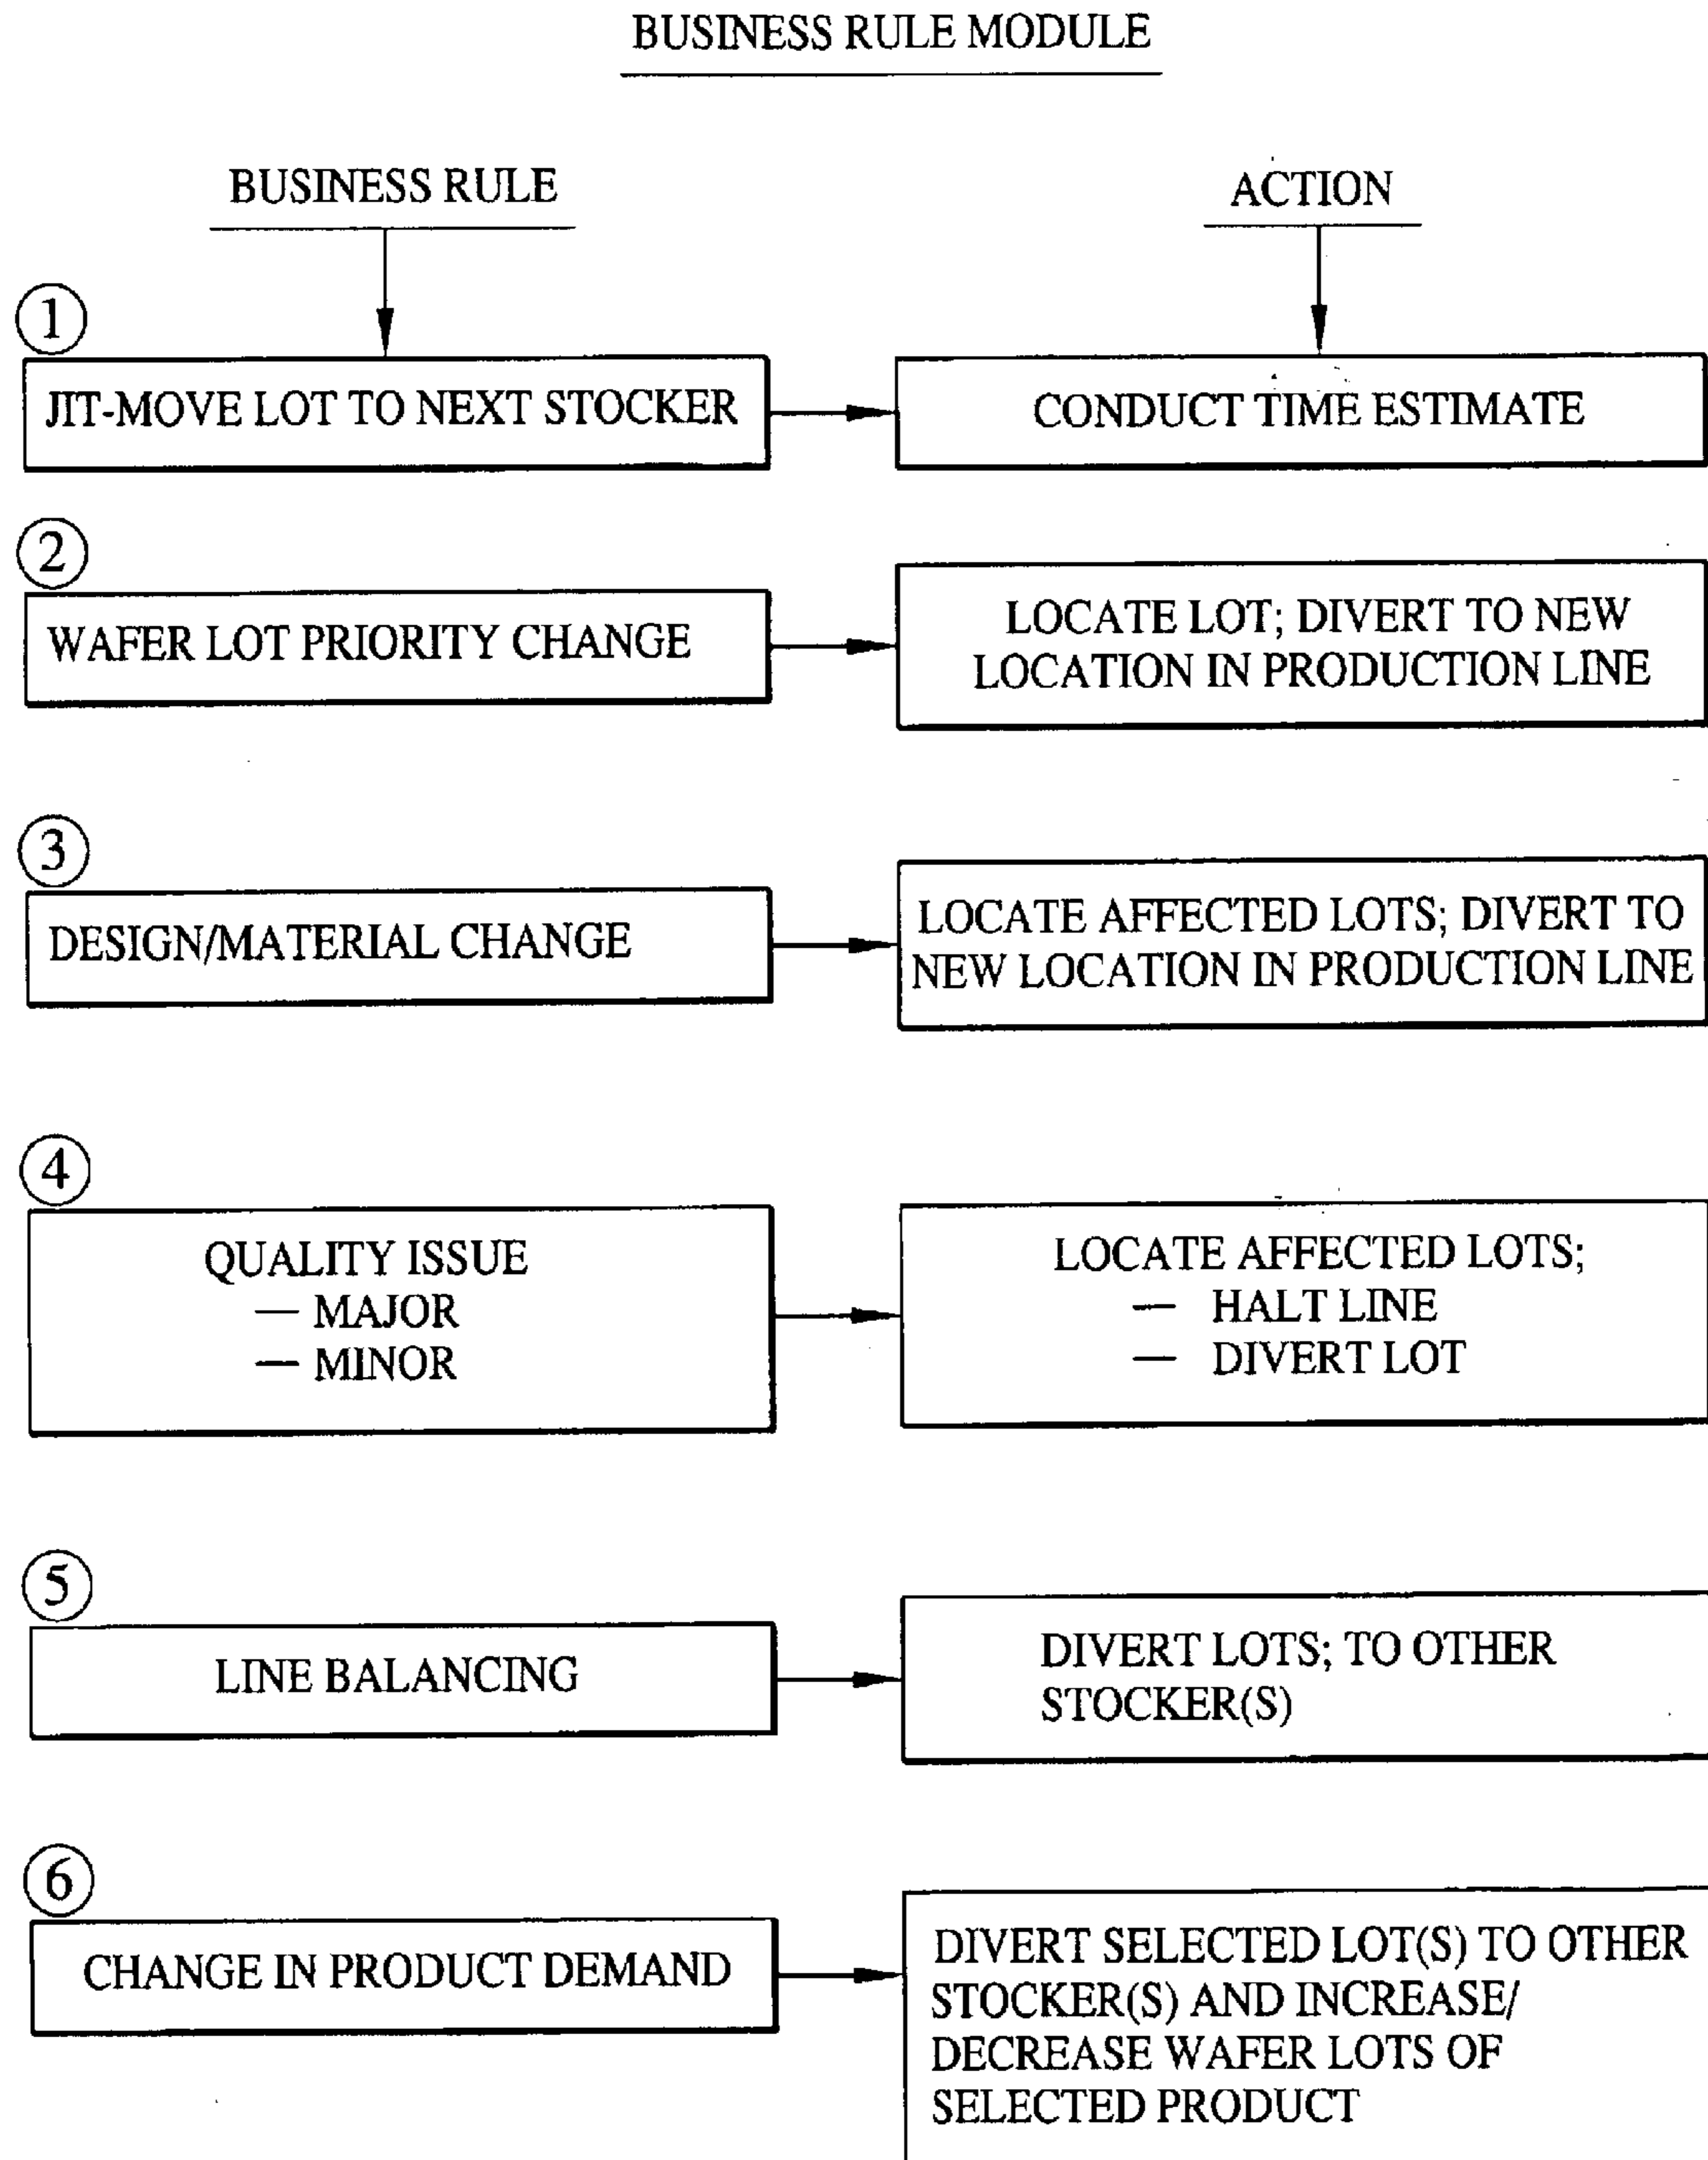 BUSINESS RULE MODULE
BUSINESS RULE
ACTION
1
JIT-MOVE LOT TO NEXT STOCKER
CONDUCT TIME ESTIMATE
2
WAFER LOT PRIORITY CHANGE
LOCATE LOT; DIVERT TO NEW
LOCATION IN PRODUCTION LINE
3
DESIGN/MATERIAL CHANGE
LOCATE AFFECTED LOTS; DIVERT TO
NEW LOCATION IN PRODUCTION LINE
4
QUALITY ISSUE
— MAJOR
— MINOR
LOCATE AFFECTED LOTS;
— HALT LINE
— DIVERT LOT
5
LINE BALANCING
DIVERT LOTS; TO OTHER
STOCKER(S)
6
CHANGE IN PRODUCT DEMAND
DIVERT SELECTED LOT(S) TO OTHER
STOCKER(S) AND INCREASE/
DECREASE WAFER LOTS OF
SELECTED PRODUCT